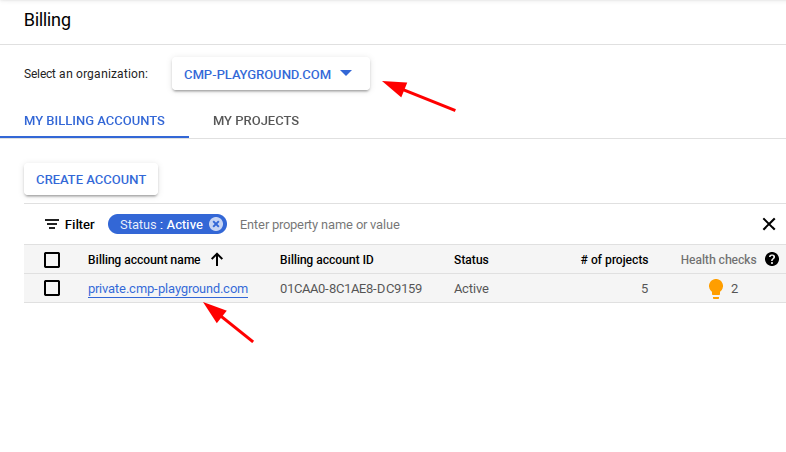 Billing
Select an organization: CMP-PLAYGROUND.COM
MY BILLING ACCOUNTS MY PROJECTS
CREATE ACCOUNT
Filter Status : Active Enter property name or value
Billing account name Billing account ID Status # of projects Health checks ?
private.cmp-playground.com 01CAA0-8C1AE8-DC9159 Active 5 2